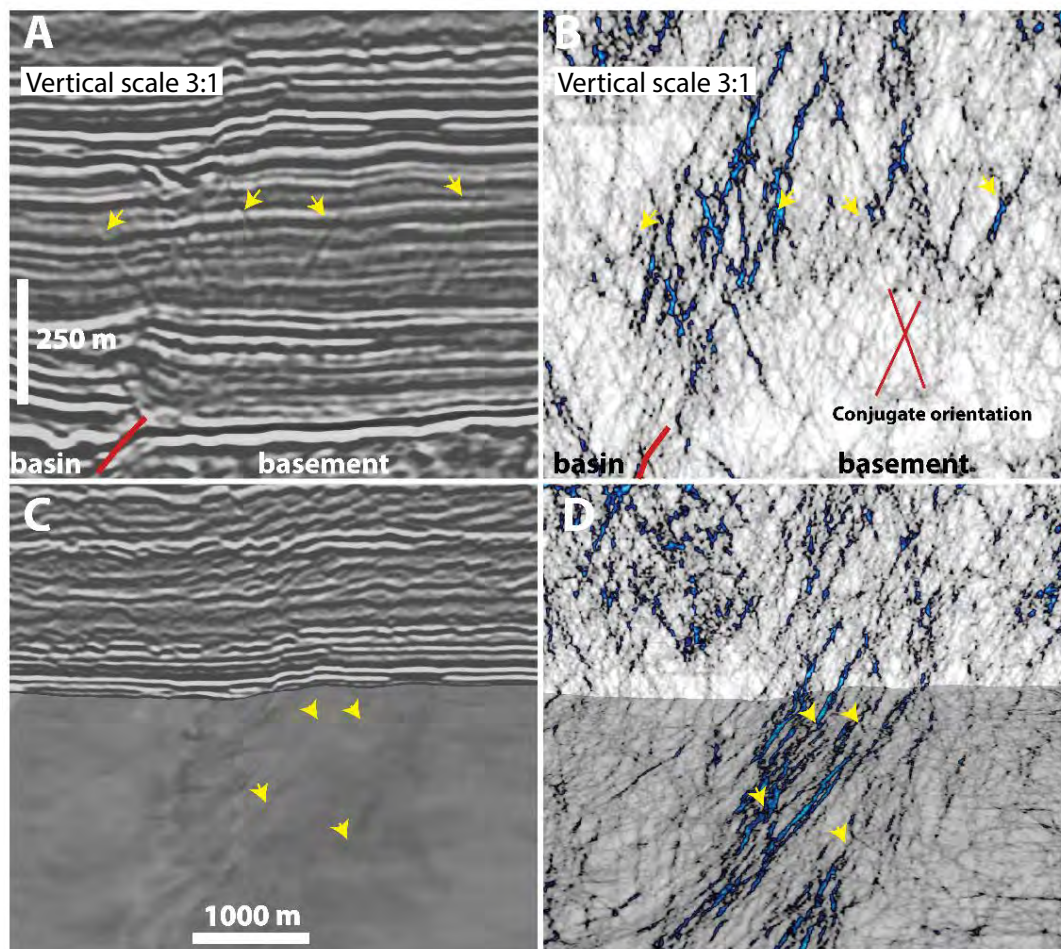 A
Vertical scale 3:1
250 m
basin
basement
B
Vertical scale 3:1
Conjugate orientation
basin
basement
C
1000 m
D